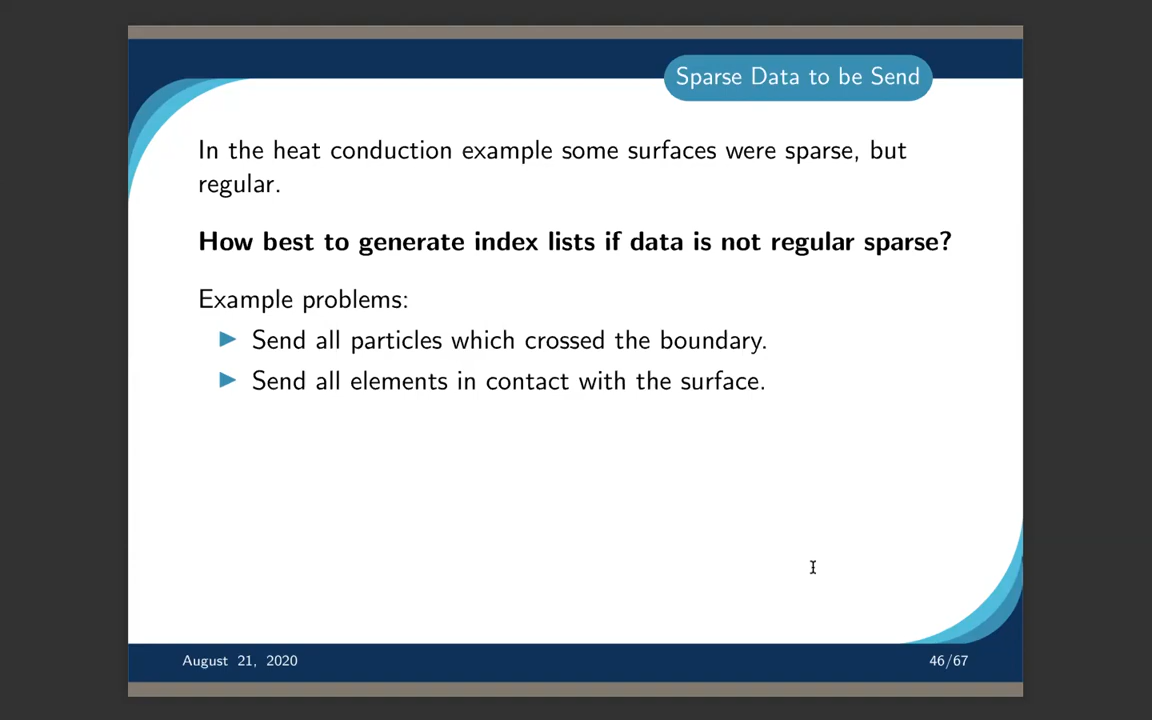 Sparse Data to be Send
In the heat conduction example some surfaces were sparse, but
regular.
How best to generate index lists if data is not regular sparse?
Example problems:
Send all particles which crossed the boundary.
Send all elements in contact with the surface.
August 21, 2020
46/67